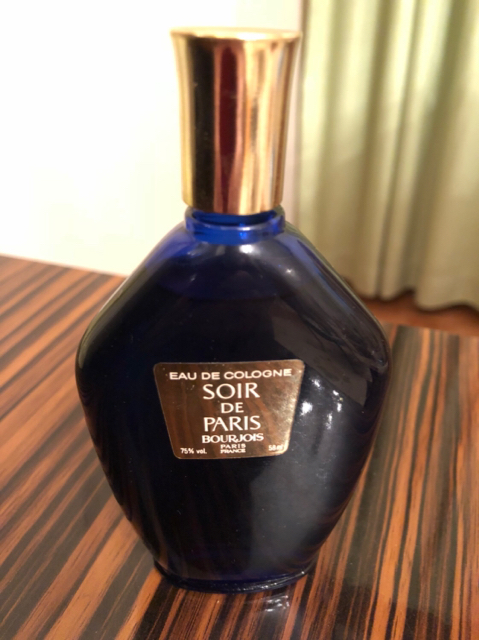 EAU DE COLOGNE
SOIR
DE
PARIS
BOURJOIS
PARIS
FRANCE
75% vol.